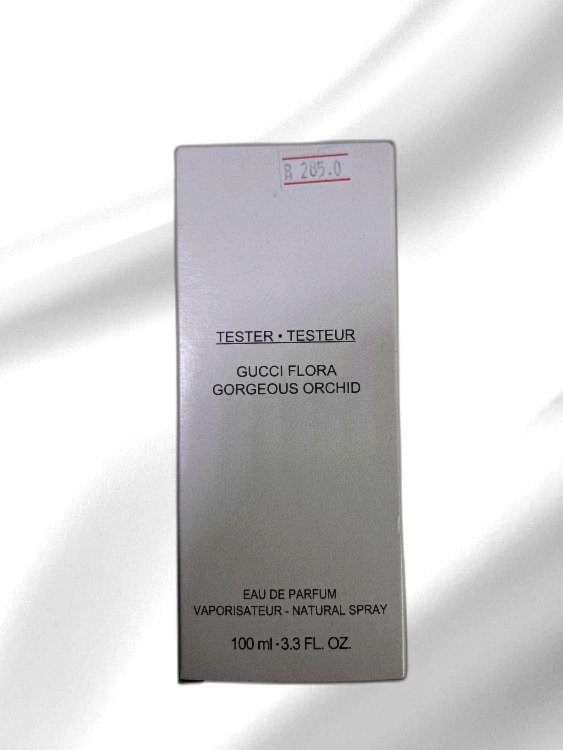 DH 285.0
TESTER • TESTEUR
GUCCI FLORA
GORGEOUS ORCHID
EAU DE PARFUM
VAPORISATEUR - NATURAL SPRAY
100 ml • 3.3 FL. OZ.